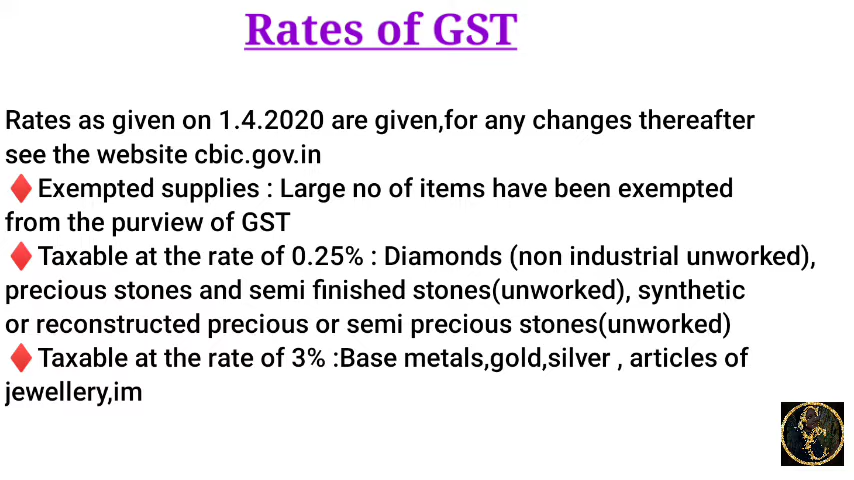 Rates of GST
Rates as given on 1.4.2020 are given,for any changes thereafter
see the website cbic.gov.in
♦Exempted supplies : Large no of items have been exempted
from the purview of GST
♦Taxable at the rate of 0.25% : Diamonds (non industrial unworked),
precious stones and semi finished stones(unworked), synthetic
or reconstructed precious or semi precious stones(unworked)
♦Taxable at the rate of 3% :Base metals,gold,silver , articles of
jewellery,im